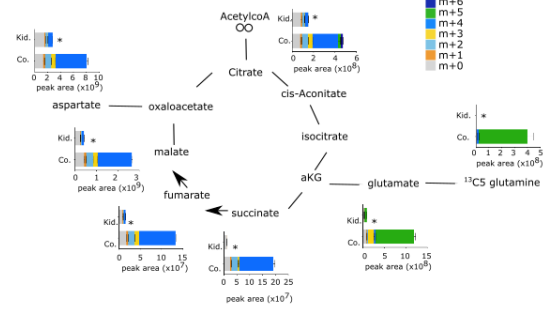 m+6
m+5
m+4
m+3
m+2
m+1
m+0
AcetylcoA
Kid.
Co.
0 2 4 6 8
peak area (x10⁸)
Kid.
*
Co.
0 2 4 6 8 10
peak area (x10⁹)
*
Citrate
cis-Aconitate
aspartate
oxaloacetate
isocitrate
Kid.
*
Co.
0 1 2 3
peak area (x10⁹)
malate
Kid.
*
Co.
0 1 2 3 4 5
peak area (x10⁸)
aKG
glutamate
¹³C5 glutamine
fumarate
succinate
Kid.
*
Co.
0 5 10 15
peak area (x10⁷)
Kid.
*
Co.
0 5 10 15 20 25
peak area (x10⁷)
Kid.
*
Co.
0 5 10 15
peak area (x10⁸)